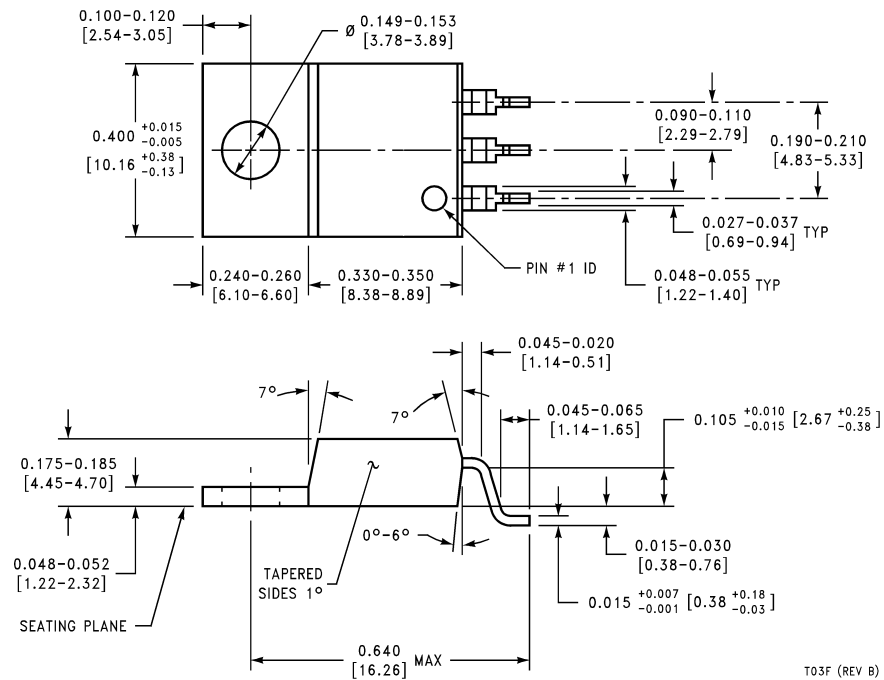 0.100-0.120
[2.54-3.05]
Ø 0.149-0.153
[3.78-3.89]
0.400 +0.015 -0.005
[10.16 +0.38 -0.13]
0.090-0.110
[2.29-2.79]
0.190-0.210
[4.83-5.33]
0.027-0.037 TYP
[0.69-0.94]
PIN #1 ID
0.048-0.055 TYP
[1.22-1.40]
0.240-0.260
[6.10-6.60]
0.330-0.350
[8.38-8.89]
0.045-0.020
[1.14-0.51]
7°
7°
0.045-0.065
[1.14-1.65]
0.105 +0.010 -0.015 [2.67 +0.25 -0.38]
0.175-0.185
[4.45-4.70]
0°-6°
0.048-0.052
[1.22-2.32]
TAPERED
SIDES 1°
0.015-0.030
[0.38-0.76]
0.015 +0.007 -0.001 [0.38 +0.18 -0.03]
SEATING PLANE
0.640 MAX
[16.26]
T03F (REV B)